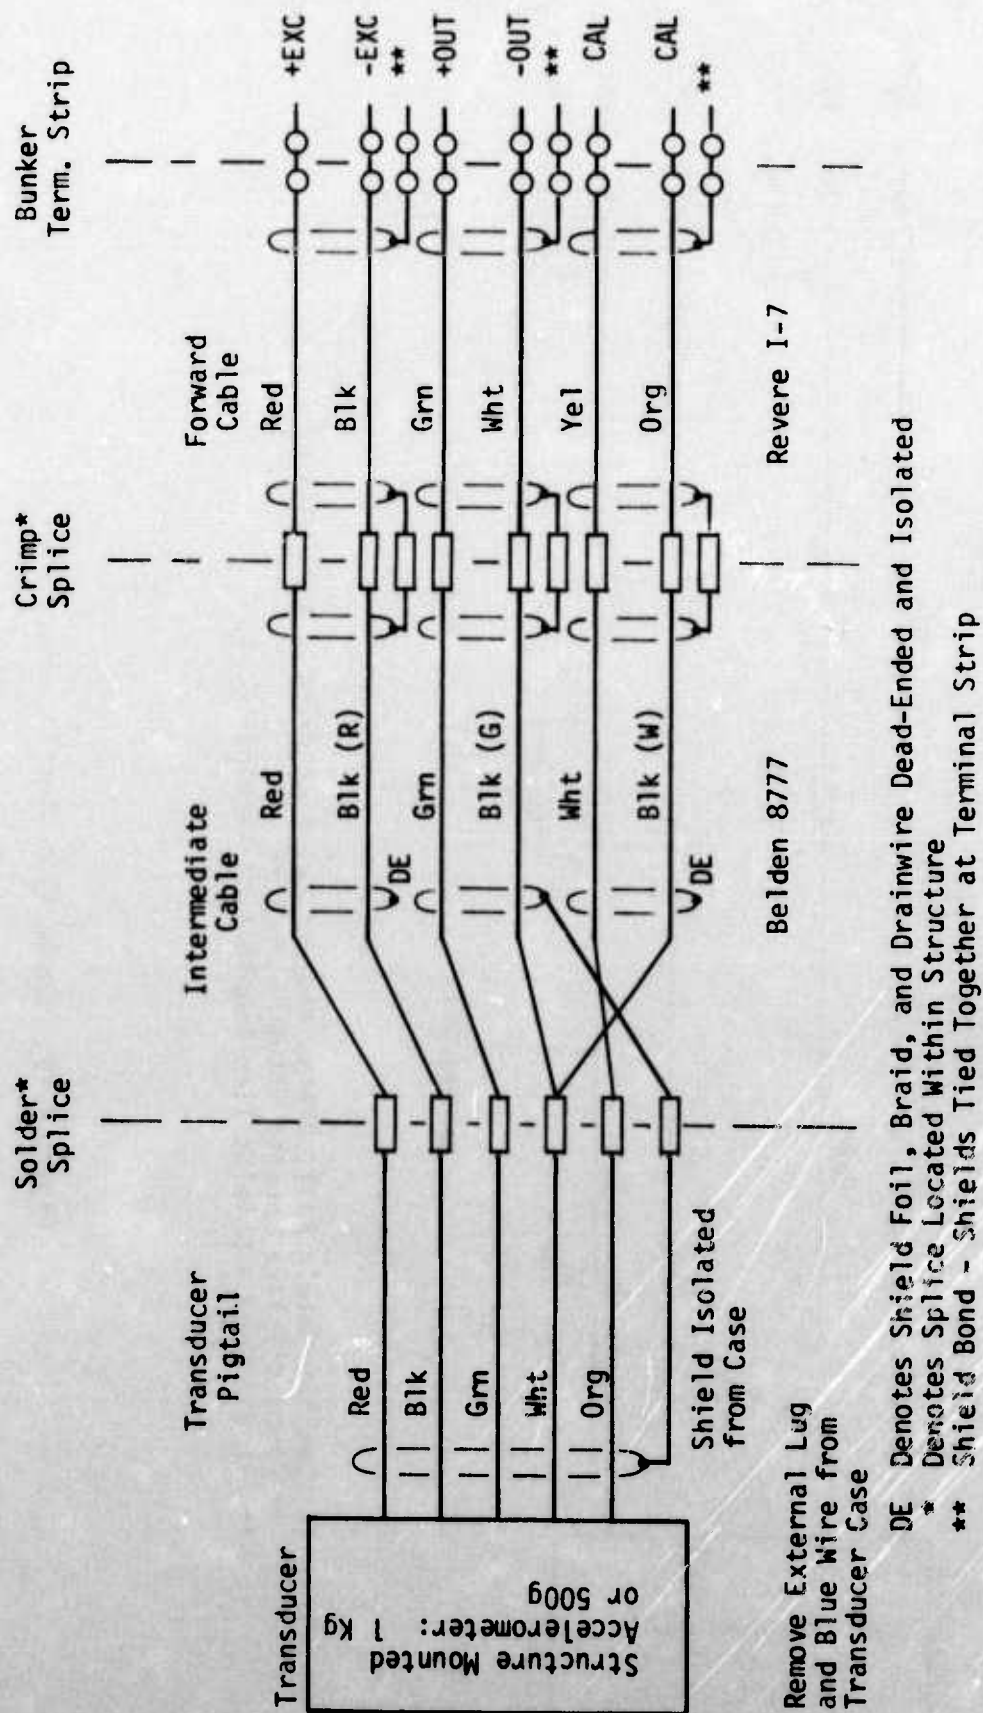 Transducer
Structure Mounted
Accelerometer: 1 Kg
or 500g
Remove External Lug
and Blue Wire from
Transducer Case
Transducer
Pigtail
Red
Blk
Grn
Wht
Org
Shield Isolated
from Case
Solder*
Splice
Intermediate
Cable
Red
Blk (R)
DE
Grn
Blk (G)
Wht
Blk (W)
DE
Belden 8777
Crimp*
Splice
Forward
Cable
Red
Blk
Grn
Wht
Yel
Org
Revere I-7
Bunker
Term. Strip
+EXC
-EXC
**
+OUT
-OUT
**
CAL
CAL
**
DE Denotes Shield Foil, Braid, and Drainwire Dead-Ended and Isolated
* Denotes Splice Located Within Structure
** Shield Bond - Shields Tied Together at Terminal Strip